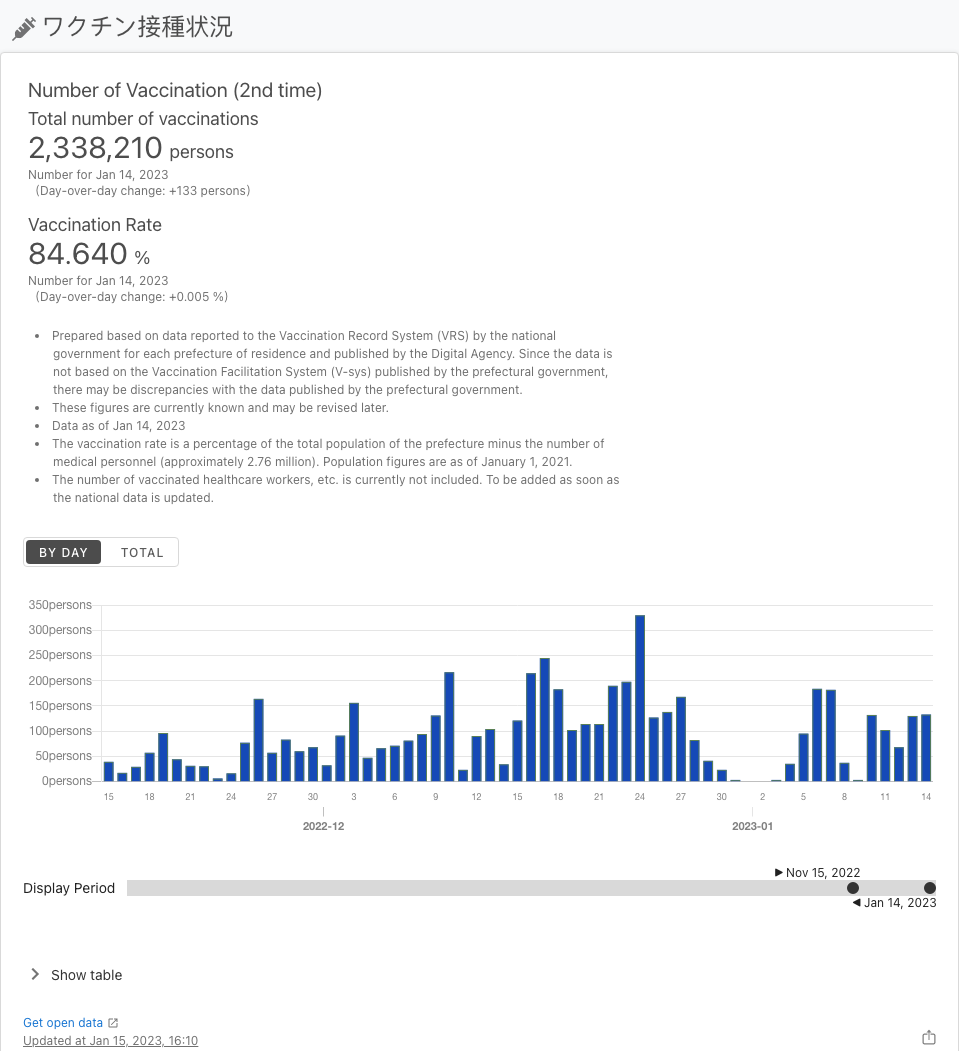 ワクチン接種状況
Number of Vaccination (2nd time)
Total number of vaccinations
2,338,210 persons
Number for Jan 14, 2023
(Day-over-day change: +133 persons)
Vaccination Rate
84.640 %
Number for Jan 14, 2023
(Day-over-day change: +0.005 %)
• Prepared based on data reported to the Vaccination Record System (VRS) by the national
government for each prefecture of residence and published by the Digital Agency. Since the data is
not based on the Vaccination Facilitation System (V-sys) published by the prefectural government,
there may be discrepancies with the data published by the prefectural government.
• These figures are currently known and may be revised later.
• Data as of Jan 14, 2023
• The vaccination rate is a percentage of the total population of the prefecture minus the number of
medical personnel (approximately 2.76 million). Population figures are as of January 1, 2021.
• The number of vaccinated healthcare workers, etc. is currently not included. To be added as soon as
the national data is updated.
BY DAY TOTAL
350persons
300persons
250persons
200persons
150persons
100persons
50persons
0persons
15 18 21 24 27 30 3 6 9 12 15 18 21 24 27 30 2 5 8 11 14
2022-12 2023-01
Nov 15, 2022
Display Period
Jan 14, 2023
Show table
Get open data
Updated at Jan 15, 2023, 16:10